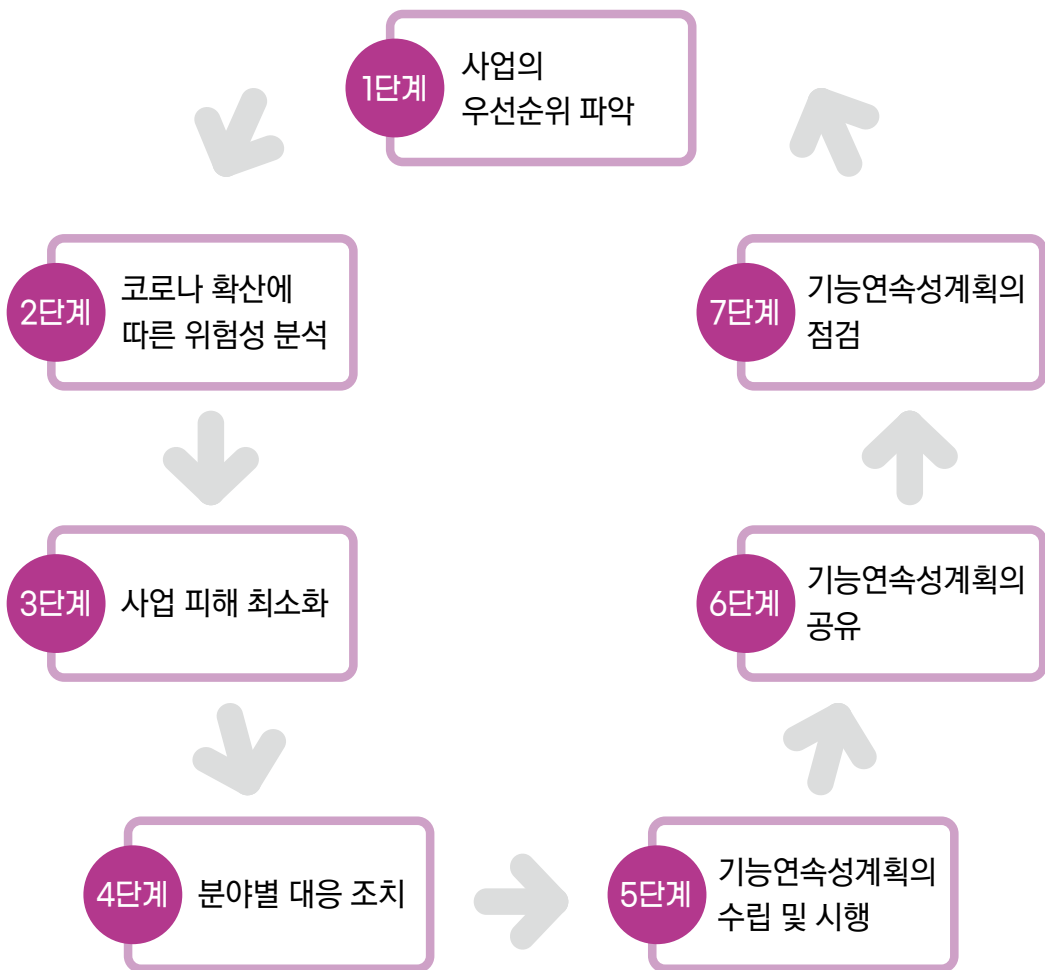 1단계
사업의
우선순위 파악
2단계
코로나 확산에
따른 위험성 분석
3단계
사업 피해 최소화
4단계
분야별 대응 조치
5단계
기능연속성계획의
수립 및 시행
6단계
기능연속성계획의
공유
7단계
기능연속성계획의
점검